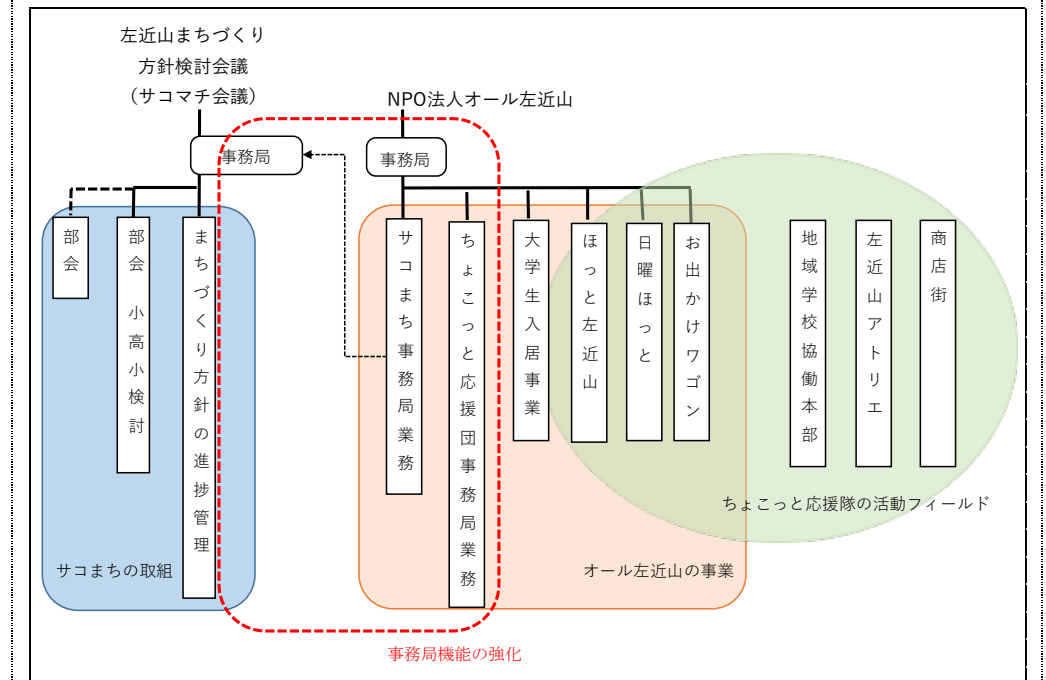 左近山まちづくり
方針検討会議
（サコマチ会議）
NPO法人オール左近山
事務局
事務局
部会
部会　小高小検討
まちづくり方針の進捗管理
サコまち事務局業務
ちょこっと応援団事務局業務
大学生入居事業
ほっと左近山
日曜ほっと
お出かけワゴン
地域学校協働本部
左近山アトリエ
商店街
ちょこっと応援隊の活動フィールド
サコまちの取組
オール左近山の事業
事務局機能の強化